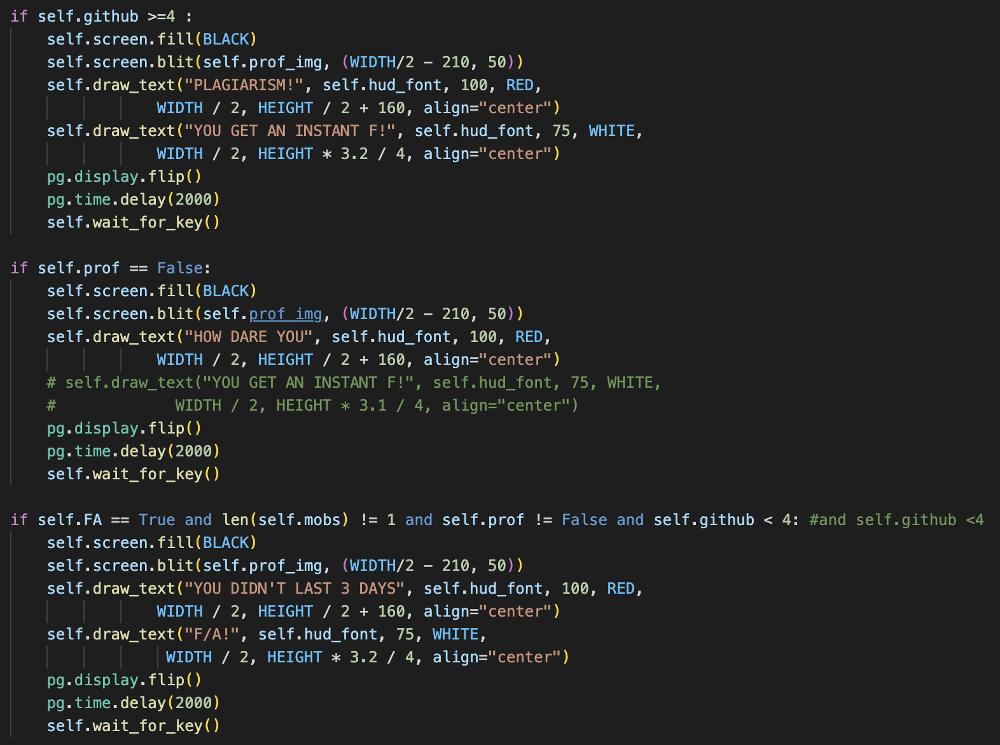 if self.github >=4 :
self.screen.fill(BLACK)
self.screen.blit(self.prof_img, (WIDTH/2 - 210, 50))
self.draw_text("PLAGIARISM!", self.hud_font, 100, RED,
WIDTH / 2, HEIGHT / 2 + 160, align="center")
self.draw_text("YOU GET AN INSTANT F!", self.hud_font, 75, WHITE,
WIDTH / 2, HEIGHT * 3.2 / 4, align="center")
pg.display.flip()
pg.time.delay(2000)
self.wait_for_key()
if self.prof == False:
self.screen.fill(BLACK)
self.screen.blit(self.prof_img, (WIDTH/2 - 210, 50))
self.draw_text("HOW DARE YOU", self.hud_font, 100, RED,
WIDTH / 2, HEIGHT / 2 + 160, align="center")
# self.draw_text("YOU GET AN INSTANT F!", self.hud_font, 75, WHITE,
#             WIDTH / 2, HEIGHT * 3.1 / 4, align="center")
pg.display.flip()
pg.time.delay(2000)
self.wait_for_key()
if self.FA == True and len(self.mobs) != 1 and self.prof != False and self.github < 4: #and self.github <4
self.screen.fill(BLACK)
self.screen.blit(self.prof_img, (WIDTH/2 - 210, 50))
self.draw_text("YOU DIDN'T LAST 3 DAYS", self.hud_font, 100, RED,
WIDTH / 2, HEIGHT / 2 + 160, align="center")
self.draw_text("F/A!", self.hud_font, 75, WHITE,
WIDTH / 2, HEIGHT * 3.2 / 4, align="center")
pg.display.flip()
pg.time.delay(2000)
self.wait_for_key()